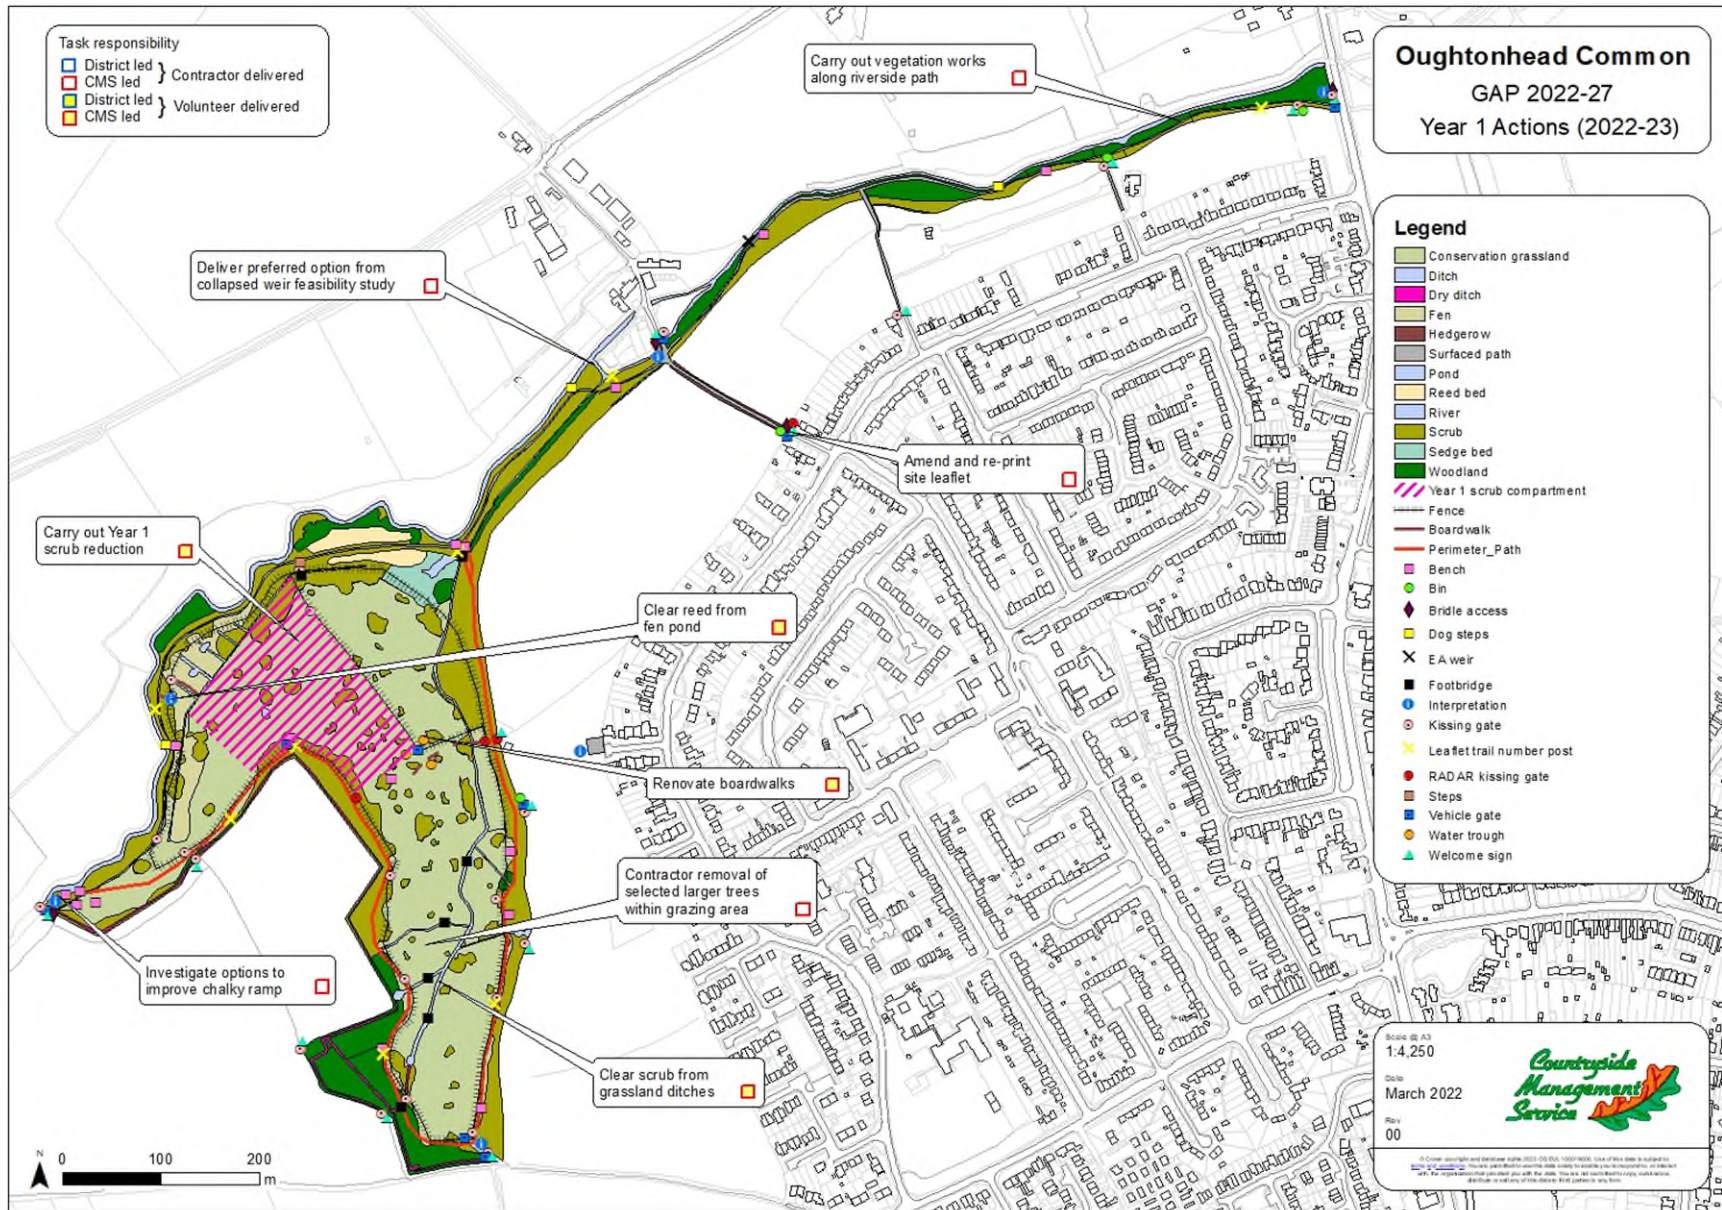 Task responsibility
District led
CMS led
} Contractor delivered
District led
CMS led
} Volunteer delivered
Carry out vegetation works
along riverside path
Oughtonhead Common
GAP 2022-27
Year 1 Actions (2022-23)
Deliver preferred option from
collapsed weir feasibility study
Amend and re-print
site leaflet
Carry out Year 1
scrub reduction
Clear reed from
fen pond
Renovate boardwalks
Contractor removal of
selected larger trees
within grazing area
Investigate options to
improve chalky ramp
Clear scrub from
grassland ditches
Legend
Conservation grassland
Ditch
Dry ditch
Fen
Hedgerow
Surfaced path
Pond
Reed bed
River
Scrub
Sedge bed
Woodland
Year 1 scrub compartment
Fence
Boardwalk
Perimeter_Path
Bench
Bin
Bridle access
Dog steps
EA weir
Footbridge
Interpretation
Kissing gate
Leaflet trail number post
RADAR kissing gate
Steps
Vehicle gate
Water trough
Welcome sign
Scale @ A3
1:4,250
Date
March 2022
Rev
00
Countryside
Management
Service
N
0 100 200
m